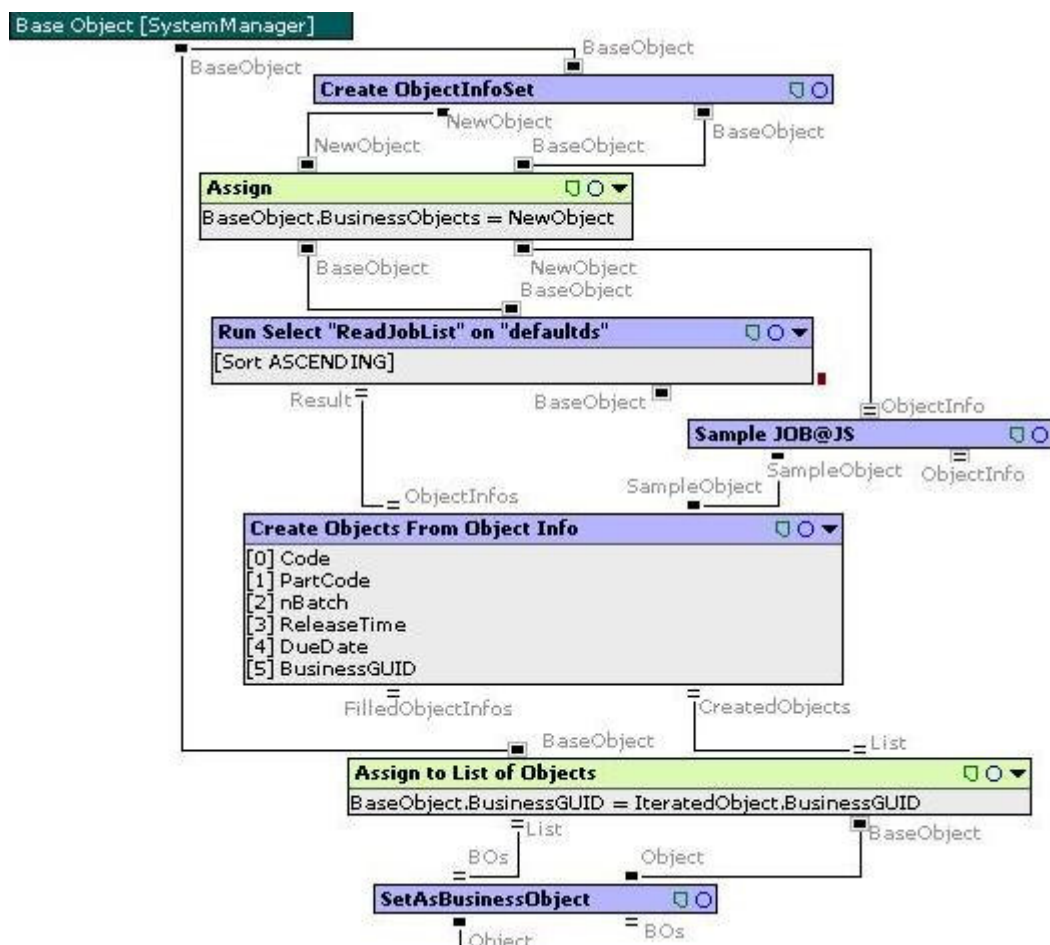 Base Object [SystemManager]
BaseObject
BaseObject
Create ObjectInfoSet
NewObject
BaseObject
NewObject
BaseObject
Assign
BaseObject.BusinessObjects = NewObject
BaseObject
NewObject
BaseObject
Run Select "ReadJobList" on "defaultds"
[Sort ASCENDING]
Result
BaseObject
ObjectInfo
Sample JOB@JS
SampleObject
ObjectInfo
SampleObject
ObjectInfos
Create Objects From Object Info
[0] Code
[1] PartCode
[2] nBatch
[3] ReleaseTime
[4] DueDate
[5] BusinessGUID
FilledObjectInfos
CreatedObjects
BaseObject
List
Assign to List of Objects
BaseObject.BusinessGUID = IteratedObject.BusinessGUID
List
BaseObject
BOs
Object
SetAsBusinessObject
Object
BOs